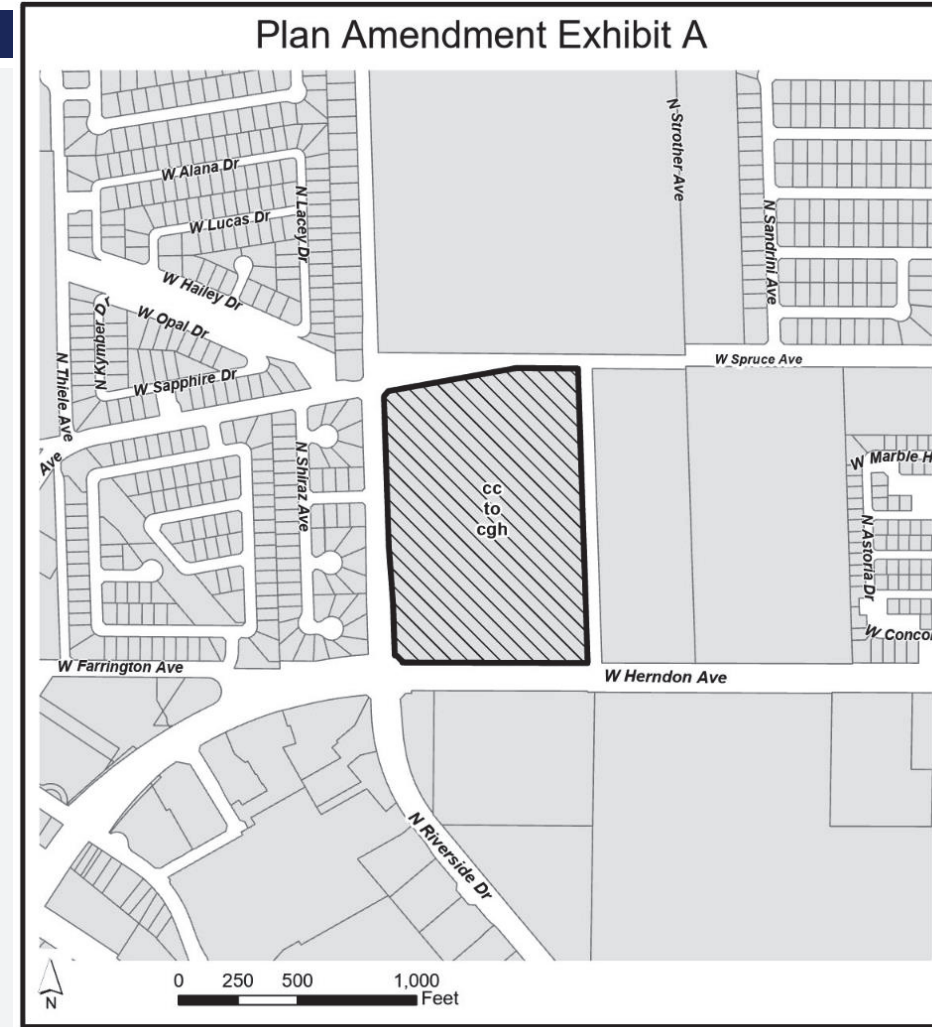 Plan Amendment Exhibit A
N Strother Ave
W Alana Dr
N Lacey Dr
W Lucas Dr
N Sandrini Ave
W Hailey Dr
N Kymber Dr
W Opal Dr
W Spruce Ave
N Thiele Ave
W Sapphire Dr
Ave
N Shiraz Ave
W Marble H
cc
to
cgh
N Astoria Dr
W Concor
W Farrington Ave
W Herndon Ave
N Riverside Dr
N
0 250 500 1,000
Feet